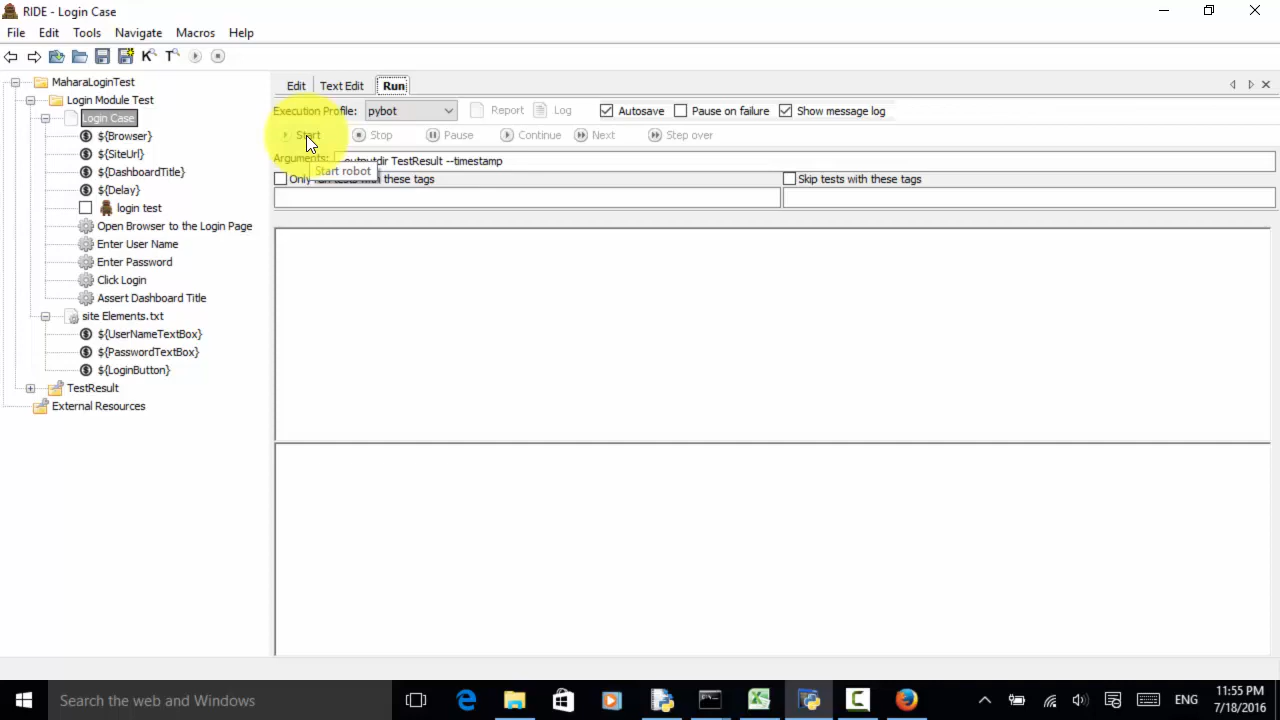 RIDE - Login Case
File Edit Tools Navigate Macros Help
K T
MaharaLoginTest
Login Module Test
Login Case
${Browser}
${SiteUrl}
${DashboardTitle}
${Delay}
login test
Open Browser to the Login Page
Enter User Name
Enter Password
Click Login
Assert Dashboard Title
site Elements.txt
${UserNameTextBox}
${PasswordTextBox}
${LoginButton}
TestResult
External Resources
Edit Text Edit Run
Execution Profile: pybot Report Log Autosave Pause on failure Show message log
Start Stop Pause Continue Next Step over
Arguments: TestResult --timestamp
Start robot
Only with these tags Skip tests with these tags
Search the web and Windows
ENG
11:55 PM
7/18/2016